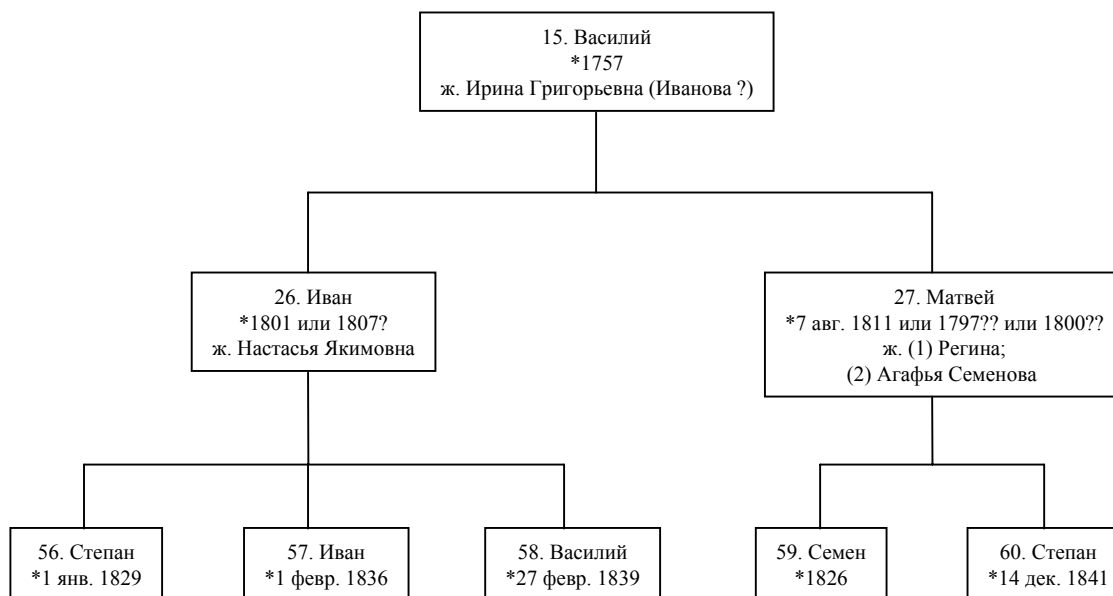 15. Василий
*1757
ж. Ирина Григорьевна (Иванова ?)
26. Иван
*1801 или 1807?
ж. Настасья Якимовна
27. Матвей
*7 авг. 1811 или 1797?? или 1800??
ж. (1) Регина;
(2) Агафья Семенова
56. Степан
*1 янв. 1829
57. Иван
*1 февр. 1836
58. Василий
*27 февр. 1839
59. Семен
*1826
60. Степан
*14 дек. 1841